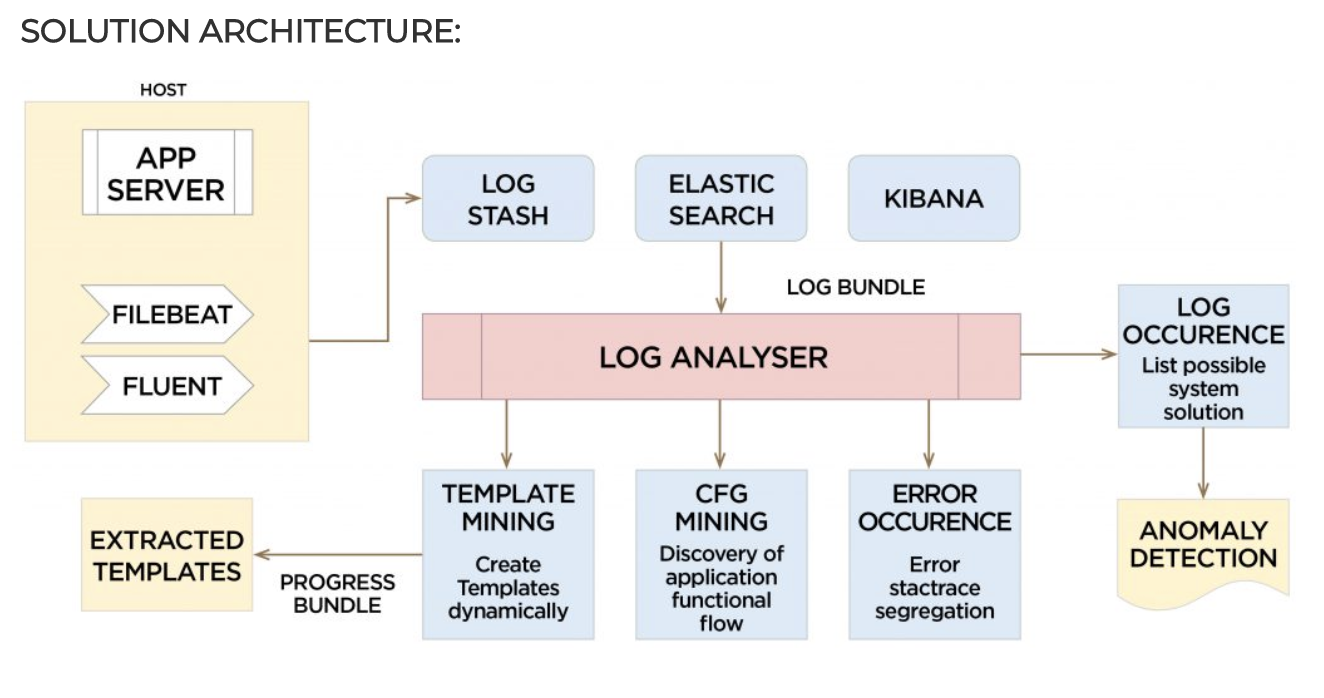 SOLUTION ARCHITECTURE:
HOST
APP
SERVER
FILEBEAT
FLUENT
LOG
STASH
ELASTIC
SEARCH
KIBANA
LOG BUNDLE
LOG ANALYSER
LOG
OCCURENCE
List possible
system
solution
TEMPLATE
MINING
Create
Templates
dynamically
CFG
MINING
Discovery of
application
functional
flow
ERROR
OCCURENCE
Error
stactrace
segregation
ANOMALY
DETECTION
EXTRACTED
TEMPLATES
PROGRESS
BUNDLE